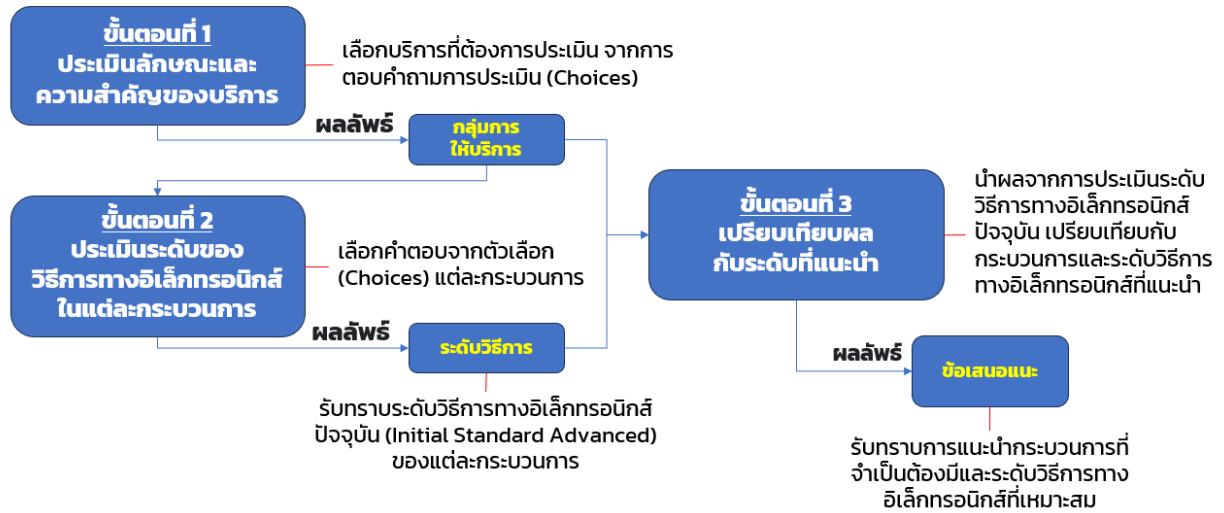 ขั้นตอนที่ 1
ประเมินลักษณะและ
ความสำคัญของบริการ
เลือกบริการที่ต้องการประเมิน จากการ
ตอบคำถามการประเมิน (Choices)
ผลลัพธ์
กลุ่มการ
ให้บริการ
ขั้นตอนที่ 2
ประเมินระดับของ
วิธีการทางอิเล็กทรอนิกส์
ในแต่ละกระบวนการ
เลือกคำตอบจากตัวเลือก
(Choices) แต่ละกระบวนการ
ผลลัพธ์
ระดับวิธีการ
รับทราบระดับวิธีการทางอิเล็กทรอนิกส์
ปัจจุบัน (Initial Standard Advanced)
ของแต่ละกระบวนการ
ขั้นตอนที่ 3
เปรียบเทียบผล
กับระดับที่แนะนำ
นำผลจากการประเมินระดับ
วิธีการทางอิเล็กทรอนิกส์
ปัจจุบัน เปรียบเทียบกับ
กระบวนการและระดับวิธีการ
ทางอิเล็กทรอนิกส์ที่แนะนำ
ผลลัพธ์
ข้อเสนอแนะ
รับทราบการแนะนำกระบวนการที่
จำเป็นต้องมีและระดับวิธีการทาง
อิเล็กทรอนิกส์ที่เหมาะสม